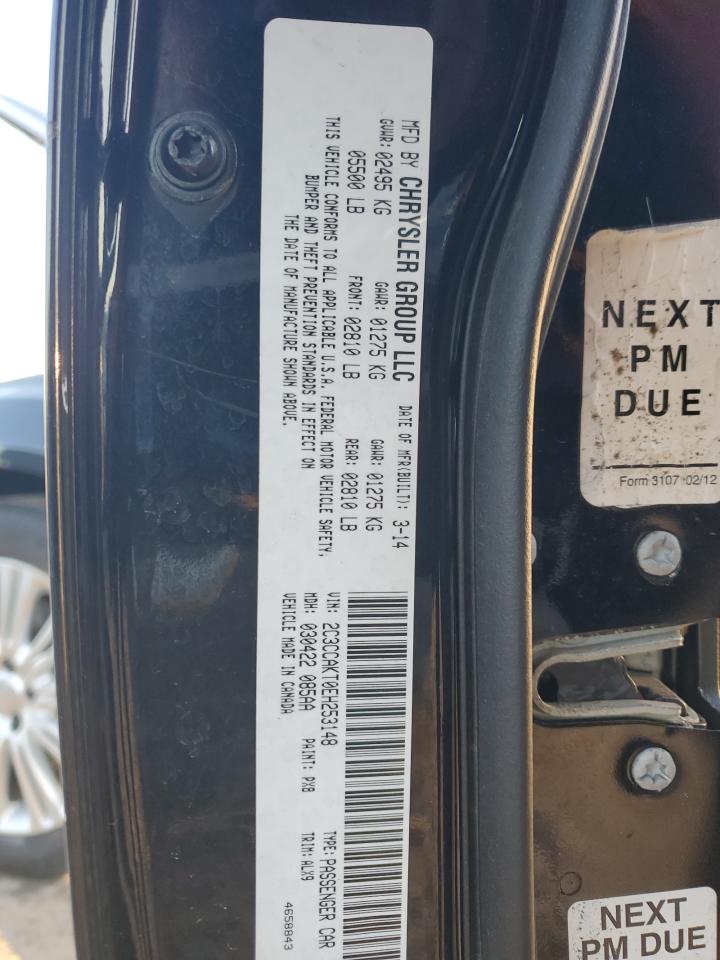 MFD BY CHRYSLER GROUP LLC DATE OF MFR(BUILT): 3-14
GVWR: 02495 KG GAWR: 01275 KG GAWR: 01275 KG
05500 LB FRONT: 02810 LB REAR: 02810 LB
THIS VEHICLE CONFORMS TO ALL APPLICABLE U.S.A. FEDERAL MOTOR VEHICLE SAFETY,
BUMPER AND THEFT PREVENTION STANDARDS IN EFFECT ON
THE DATE OF MANUFACTURE SHOWN ABOVE.
VIN: 2C3CCAKT0EH253148 TYPE: PASSENGER CAR
MDH: 030422 085AA PAINT: PX8 TRIM: ALX9
VEHICLE MADE IN CANADA
4658843
NEXT
PM
DUE
Form 3107 02/12
NEXT
PM DUE